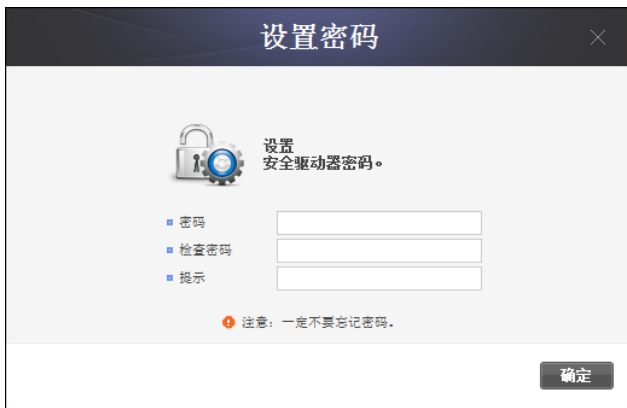 设置密码
设置
安全驱动器密码。
密码
检查密码
提示
注意：一定不要忘记密码.
确定